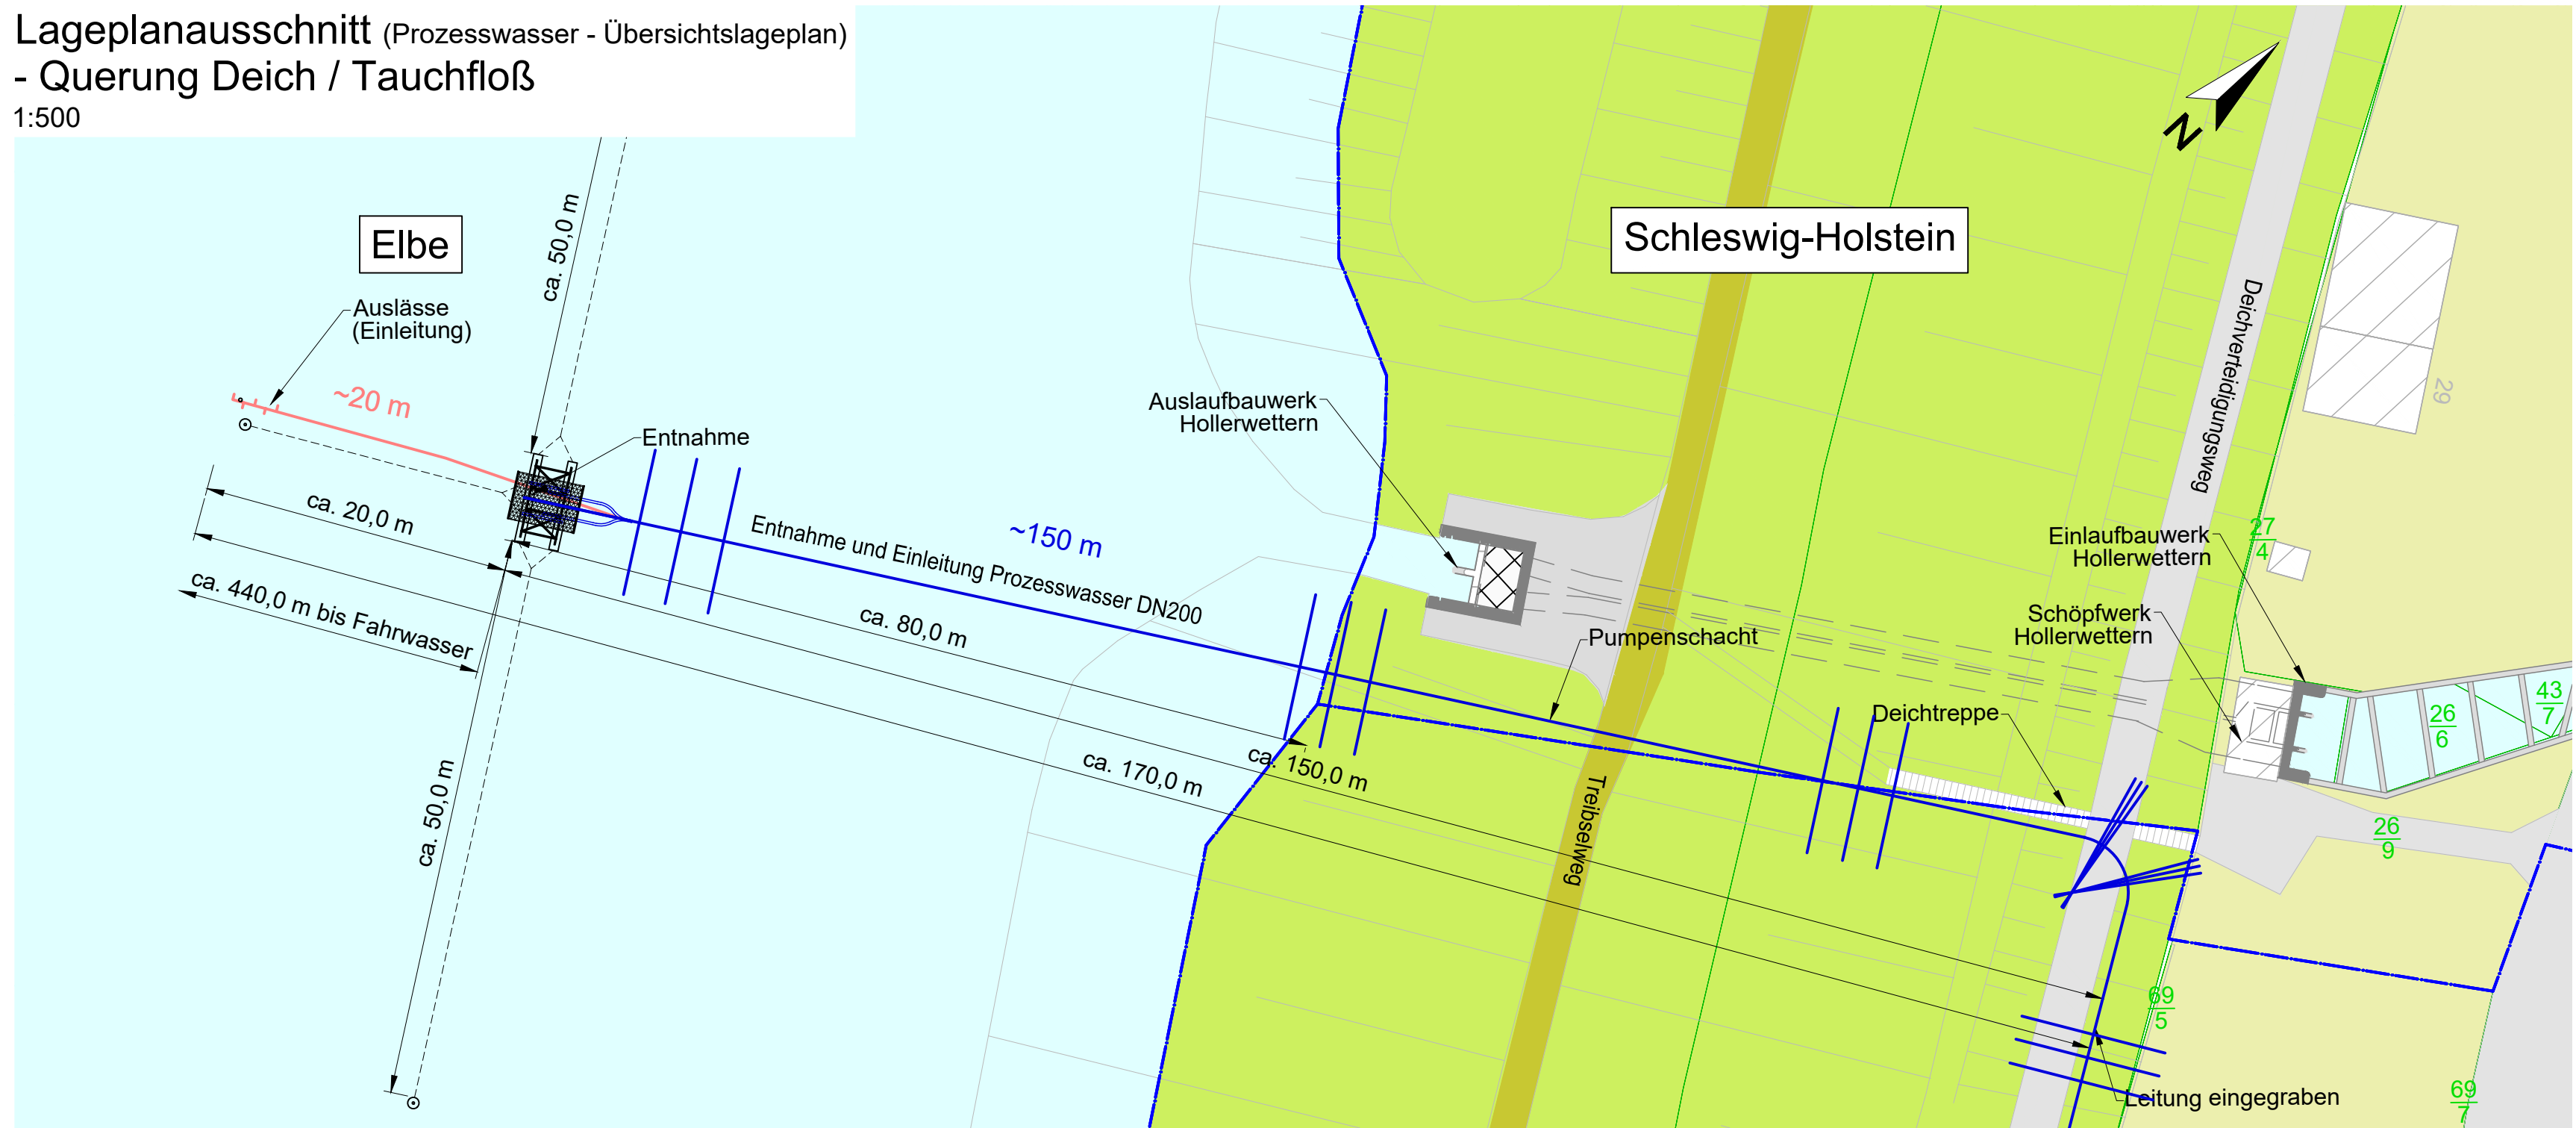 Lageplanausschnitt (Prozesswasser - Übersichtslageplan)
- Querung Deich / Tauchfloß
1:500
N
Elbe
Schleswig-Holstein
ca. 50,0 m
Auslässe
(Einleitung)
~20 m
Entnahme
ca. 20,0 m
ca. 440,0 m bis Fahrwasser
Entnahme und Einleitung Prozesswasser DN200
~150 m
ca. 80,0 m
ca. 150,0 m
ca. 170,0 m
ca. 50,0 m
Auslaufbauwerk
Hollerwettern
Pumpenschacht
Treibselweg
Deichtreppe
Deichverteidigungsweg
29
Einlaufbauwerk
Hollerwettern
Schöpfwerk
Hollerwettern
27
4
26
6
43
7
26
9
69
5
Leitung eingegraben
69
7